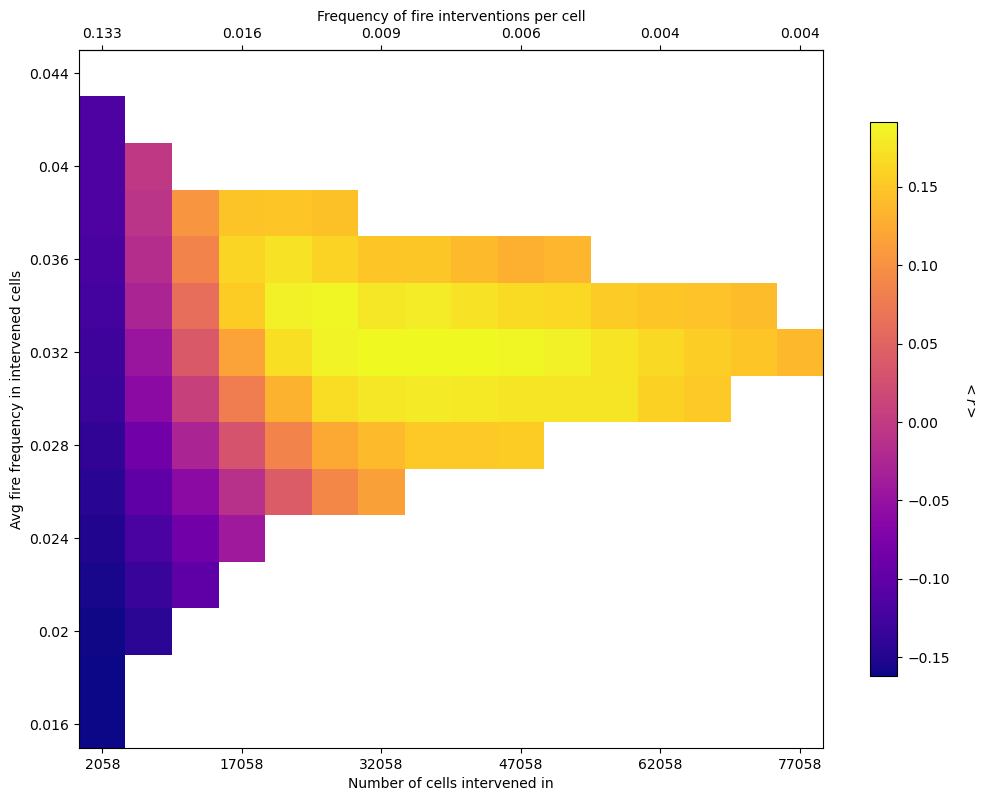 Frequency of fire interventions per cell
0.133 0.016 0.009 0.006 0.004 0.004
Avg fire frequency in intervened cells
0.044
0.04
0.036
0.032
0.028
0.024
0.02
0.016
2058 17058 32058 47058 62058 77058
Number of cells intervened in
0.15
0.10
0.05
0.00
−0.05
−0.10
−0.15
< r >